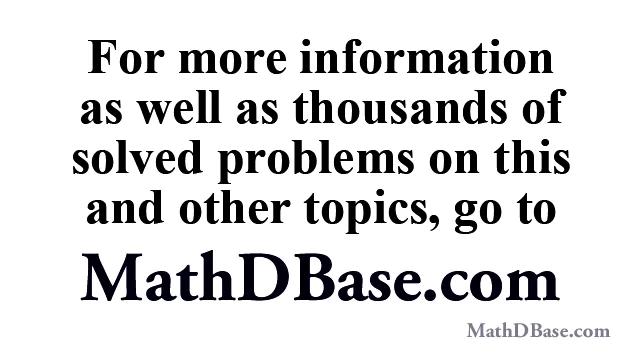 For more information
as well as thousands of
solved problems on this
and other topics, go to
MathDBase.com
MathDBase.com